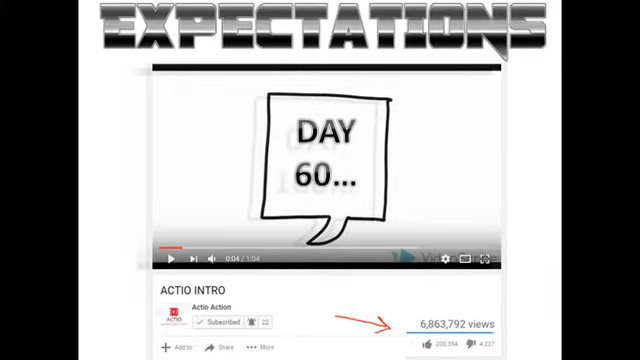 EXPECTATIONS
DAY
60...
0:04 / 1:04
ACTIO INTRO
Actio Action
ACTIO
Subscribed 22
6,863,792 views
Add to Share More
200,354 4,237